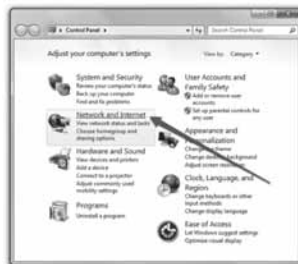 Control Panel
Search Control Panel
Adjust your computer's settings
View by: Category
System and Security
Review your computer's status
Back up your computer
Find and fix problems
Network and Internet
View network status and tasks
Choose homegroup and
sharing options
Hardware and Sound
View devices and printers
Add a device
Connect to a projector
Adjust commonly used
mobility settings
Programs
Uninstall a program
User Accounts and
Family Safety
Add or remove user
accounts
Set up parental controls for
any user
Appearance and
Personalization
Change theme
Change desktop background
Adjust screen resolution
Clock, Language, and
Region
Change keyboards or other
input methods
Change display language
Ease of Access
Let Windows suggest settings
Optimize visual display